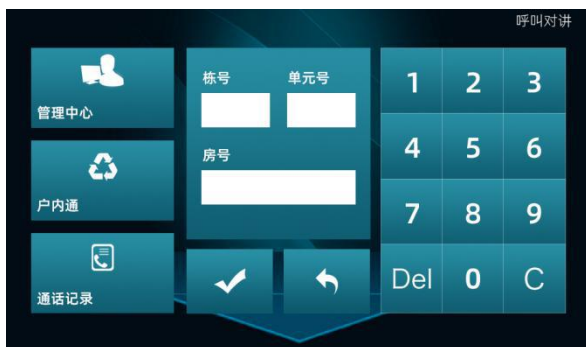 呼叫对讲
管理中心
户内通
通话记录
栋号 单元号
房号
1 2 3
4 5 6
7 8 9
Del 0 C